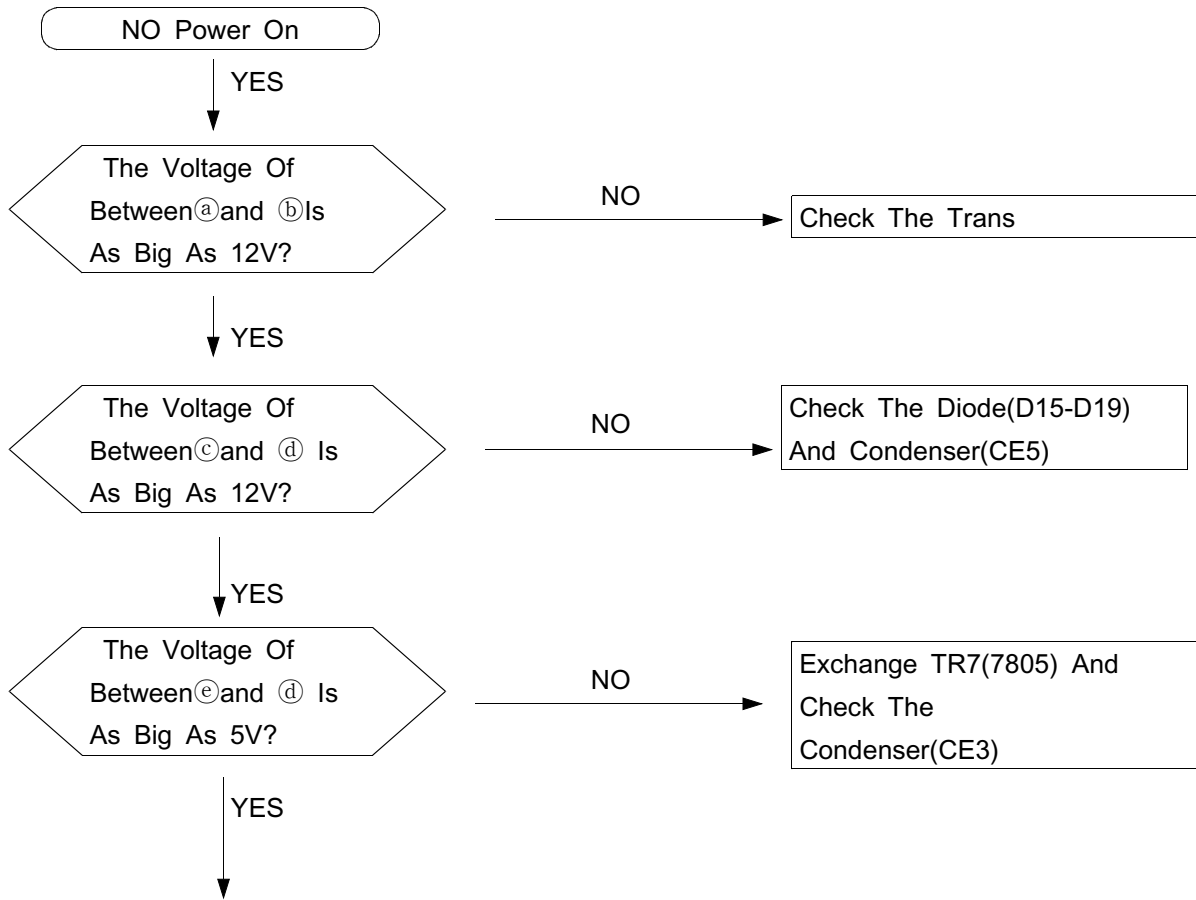 NO Power On
YES
The Voltage Of
Betweenⓐand ⓑIs
As Big As 12V?
NO
Check The Trans
YES
The Voltage Of
Betweenⓒand ⓓ Is
As Big As 12V?
NO
Check The Diode(D15-D19)
And Condenser(CE5)
YES
The Voltage Of
Betweenⓔand ⓓ Is
As Big As 5V?
NO
Exchange TR7(7805) And
Check The
Condenser(CE3)
YES